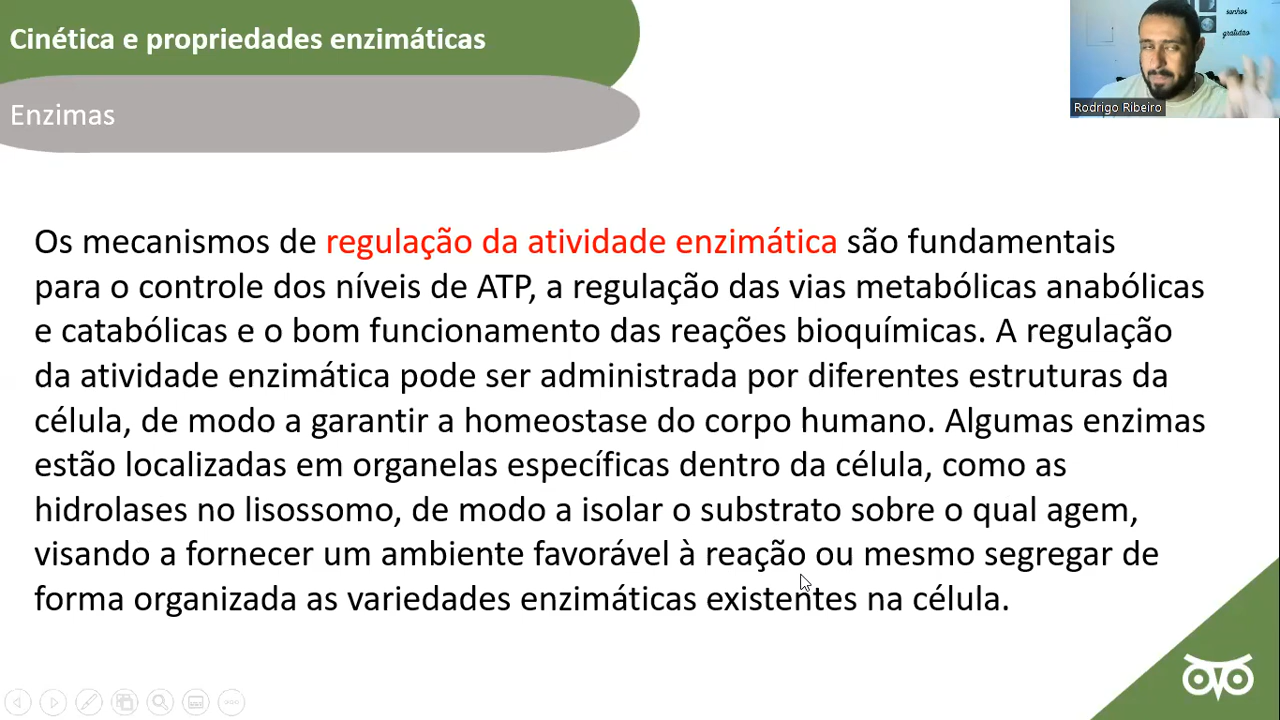 Cinética e propriedades enzimáticas
Enzimas
sonhos
gratidão
Rodrigo Ribeiro
Os mecanismos de regulação da atividade enzimática são fundamentais
para o controle dos níveis de ATP, a regulação das vias metabólicas anabólicas
e catabólicas e o bom funcionamento das reações bioquímicas. A regulação
da atividade enzimática pode ser administrada por diferentes estruturas da
célula, de modo a garantir a homeostase do corpo humano. Algumas enzimas
estão localizadas em organelas específicas dentro da célula, como as
hidrolases no lisossomo, de modo a isolar o substrato sobre o qual agem,
visando a fornecer um ambiente favorável à reação ou mesmo segregar de
forma organizada as variedades enzimáticas existentes na célula.